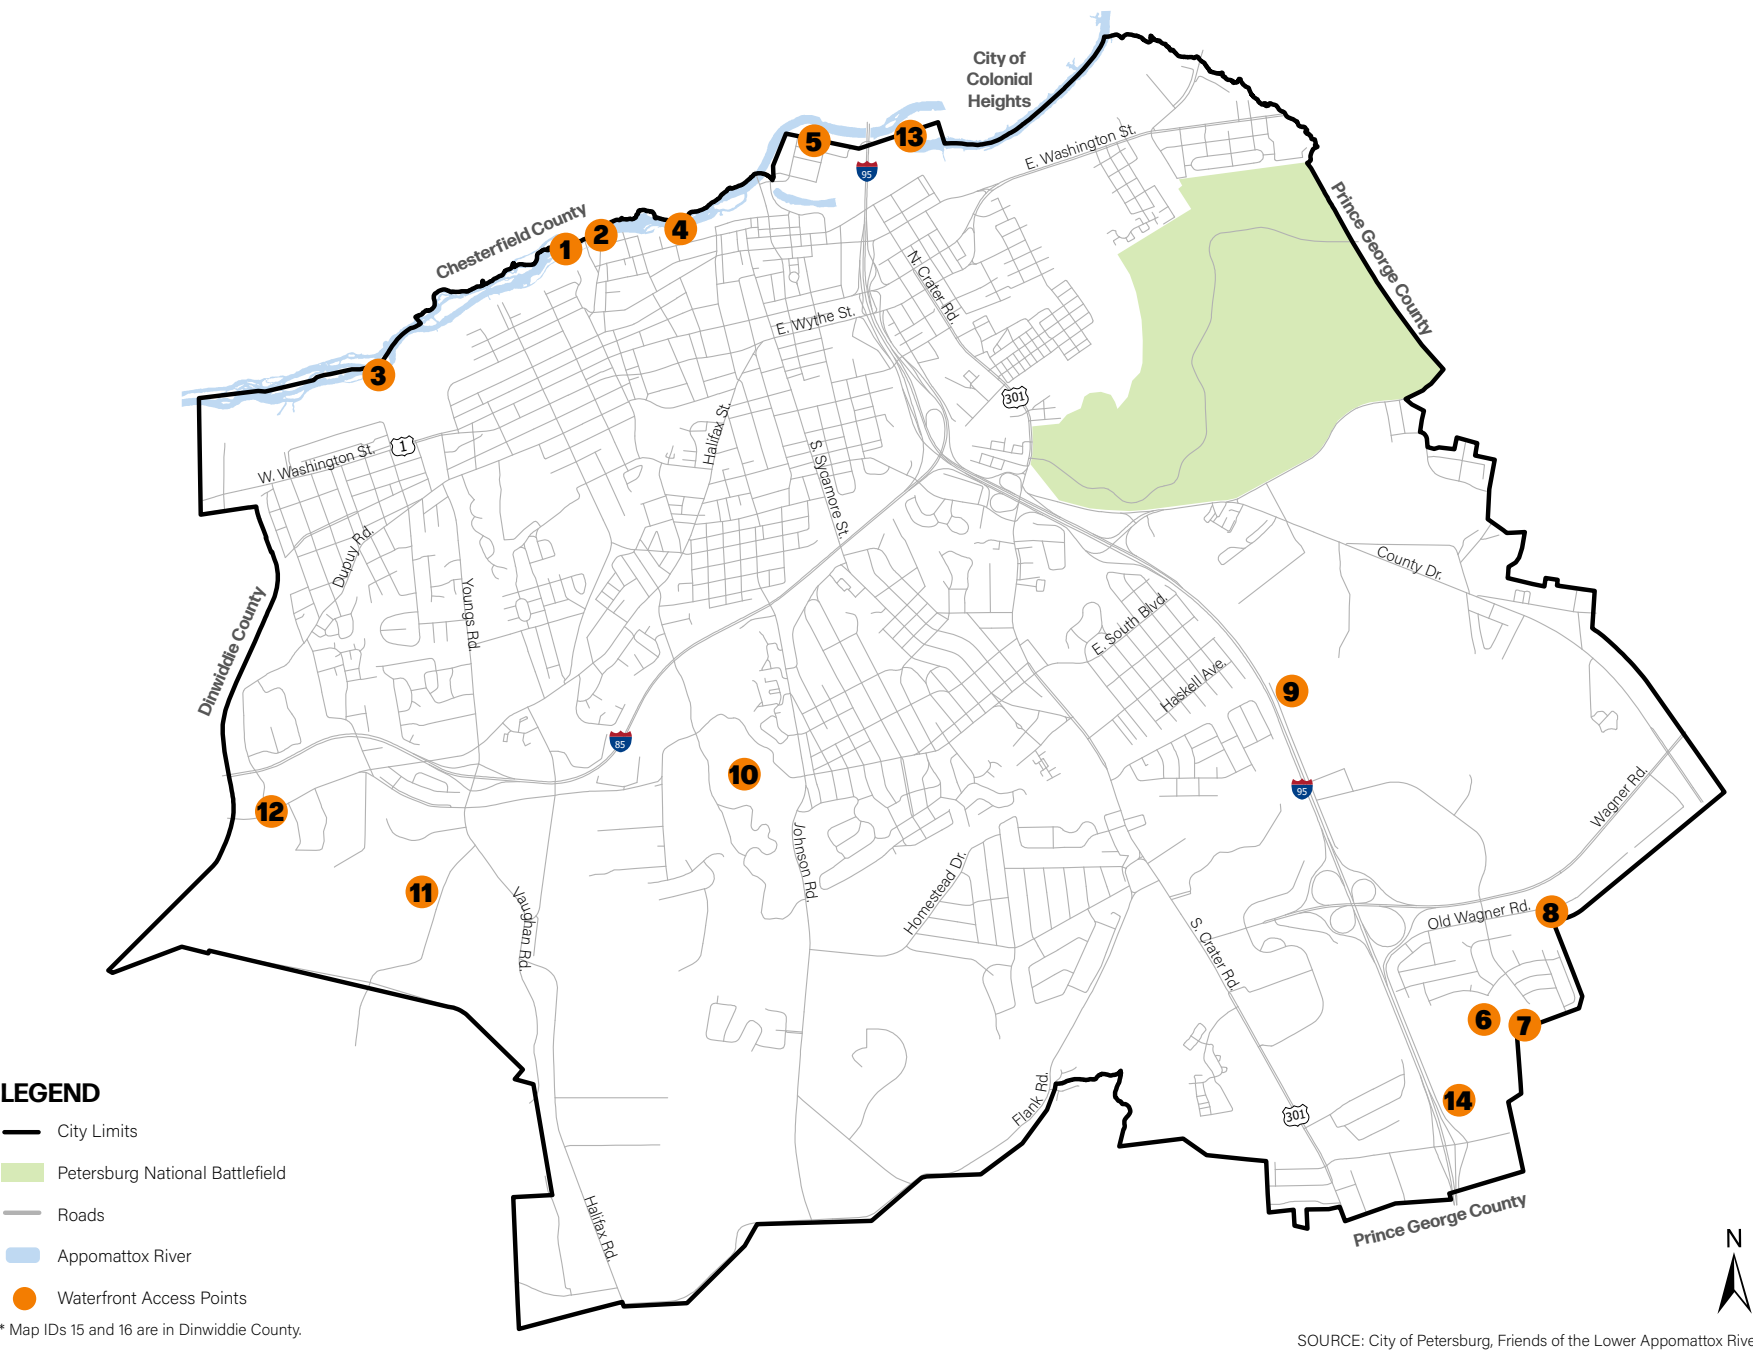 City of
Colonial
Heights
5
13
95
E. Washington St.
Prince George County
Chesterfield County
1
2
4
N. Crater Rd.
E. Wythe St.
3
301
Halifax St.
1
W. Washington St.
S. Sycamore St.
Dupuy Rd.
County Dr.
Youngs Rd.
Dinwiddie County
E. South Blvd.
Haskell Ave.
9
85
10
95
Wagner Rd.
12
Johnson Rd.
Homestead Dr.
11
Vaughan Rd.
Old Wagner Rd.
8
S. Crater Rd.
6
7
Flank Rd.
14
301
LEGEND
City Limits
Petersburg National Battlefield
Roads
Halifax Rd.
Prince George County
Appomattox River
N
Waterfront Access Points
* Map IDs 15 and 16 are in Dinwiddie County.
SOURCE: City of Petersburg, Friends of the Lower Appomattox Rive